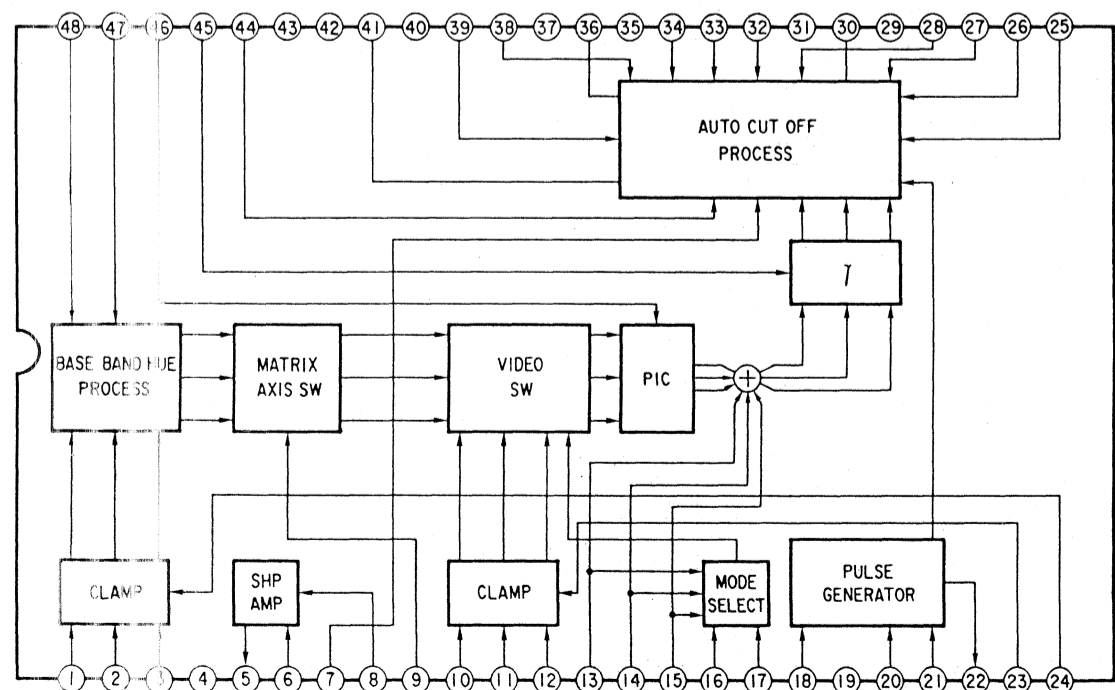 48 47 46 45 44 43 42 41 40 39 38 37 36 35 34 33 32 31 30 29 28 27 26 25
AUTO CUT OFF
PROCESS
γ
BASE BAND HUE
PROCESS
MATRIX
AXIS SW
VIDEO
SW
PIC
+
CLAMP
SHP
AMP
CLAMP
MODE
SELECT
PULSE
GENERATOR
1 2 3 4 5 6 7 8 9 10 11 12 13 14 15 16 17 18 19 20 21 22 23 24